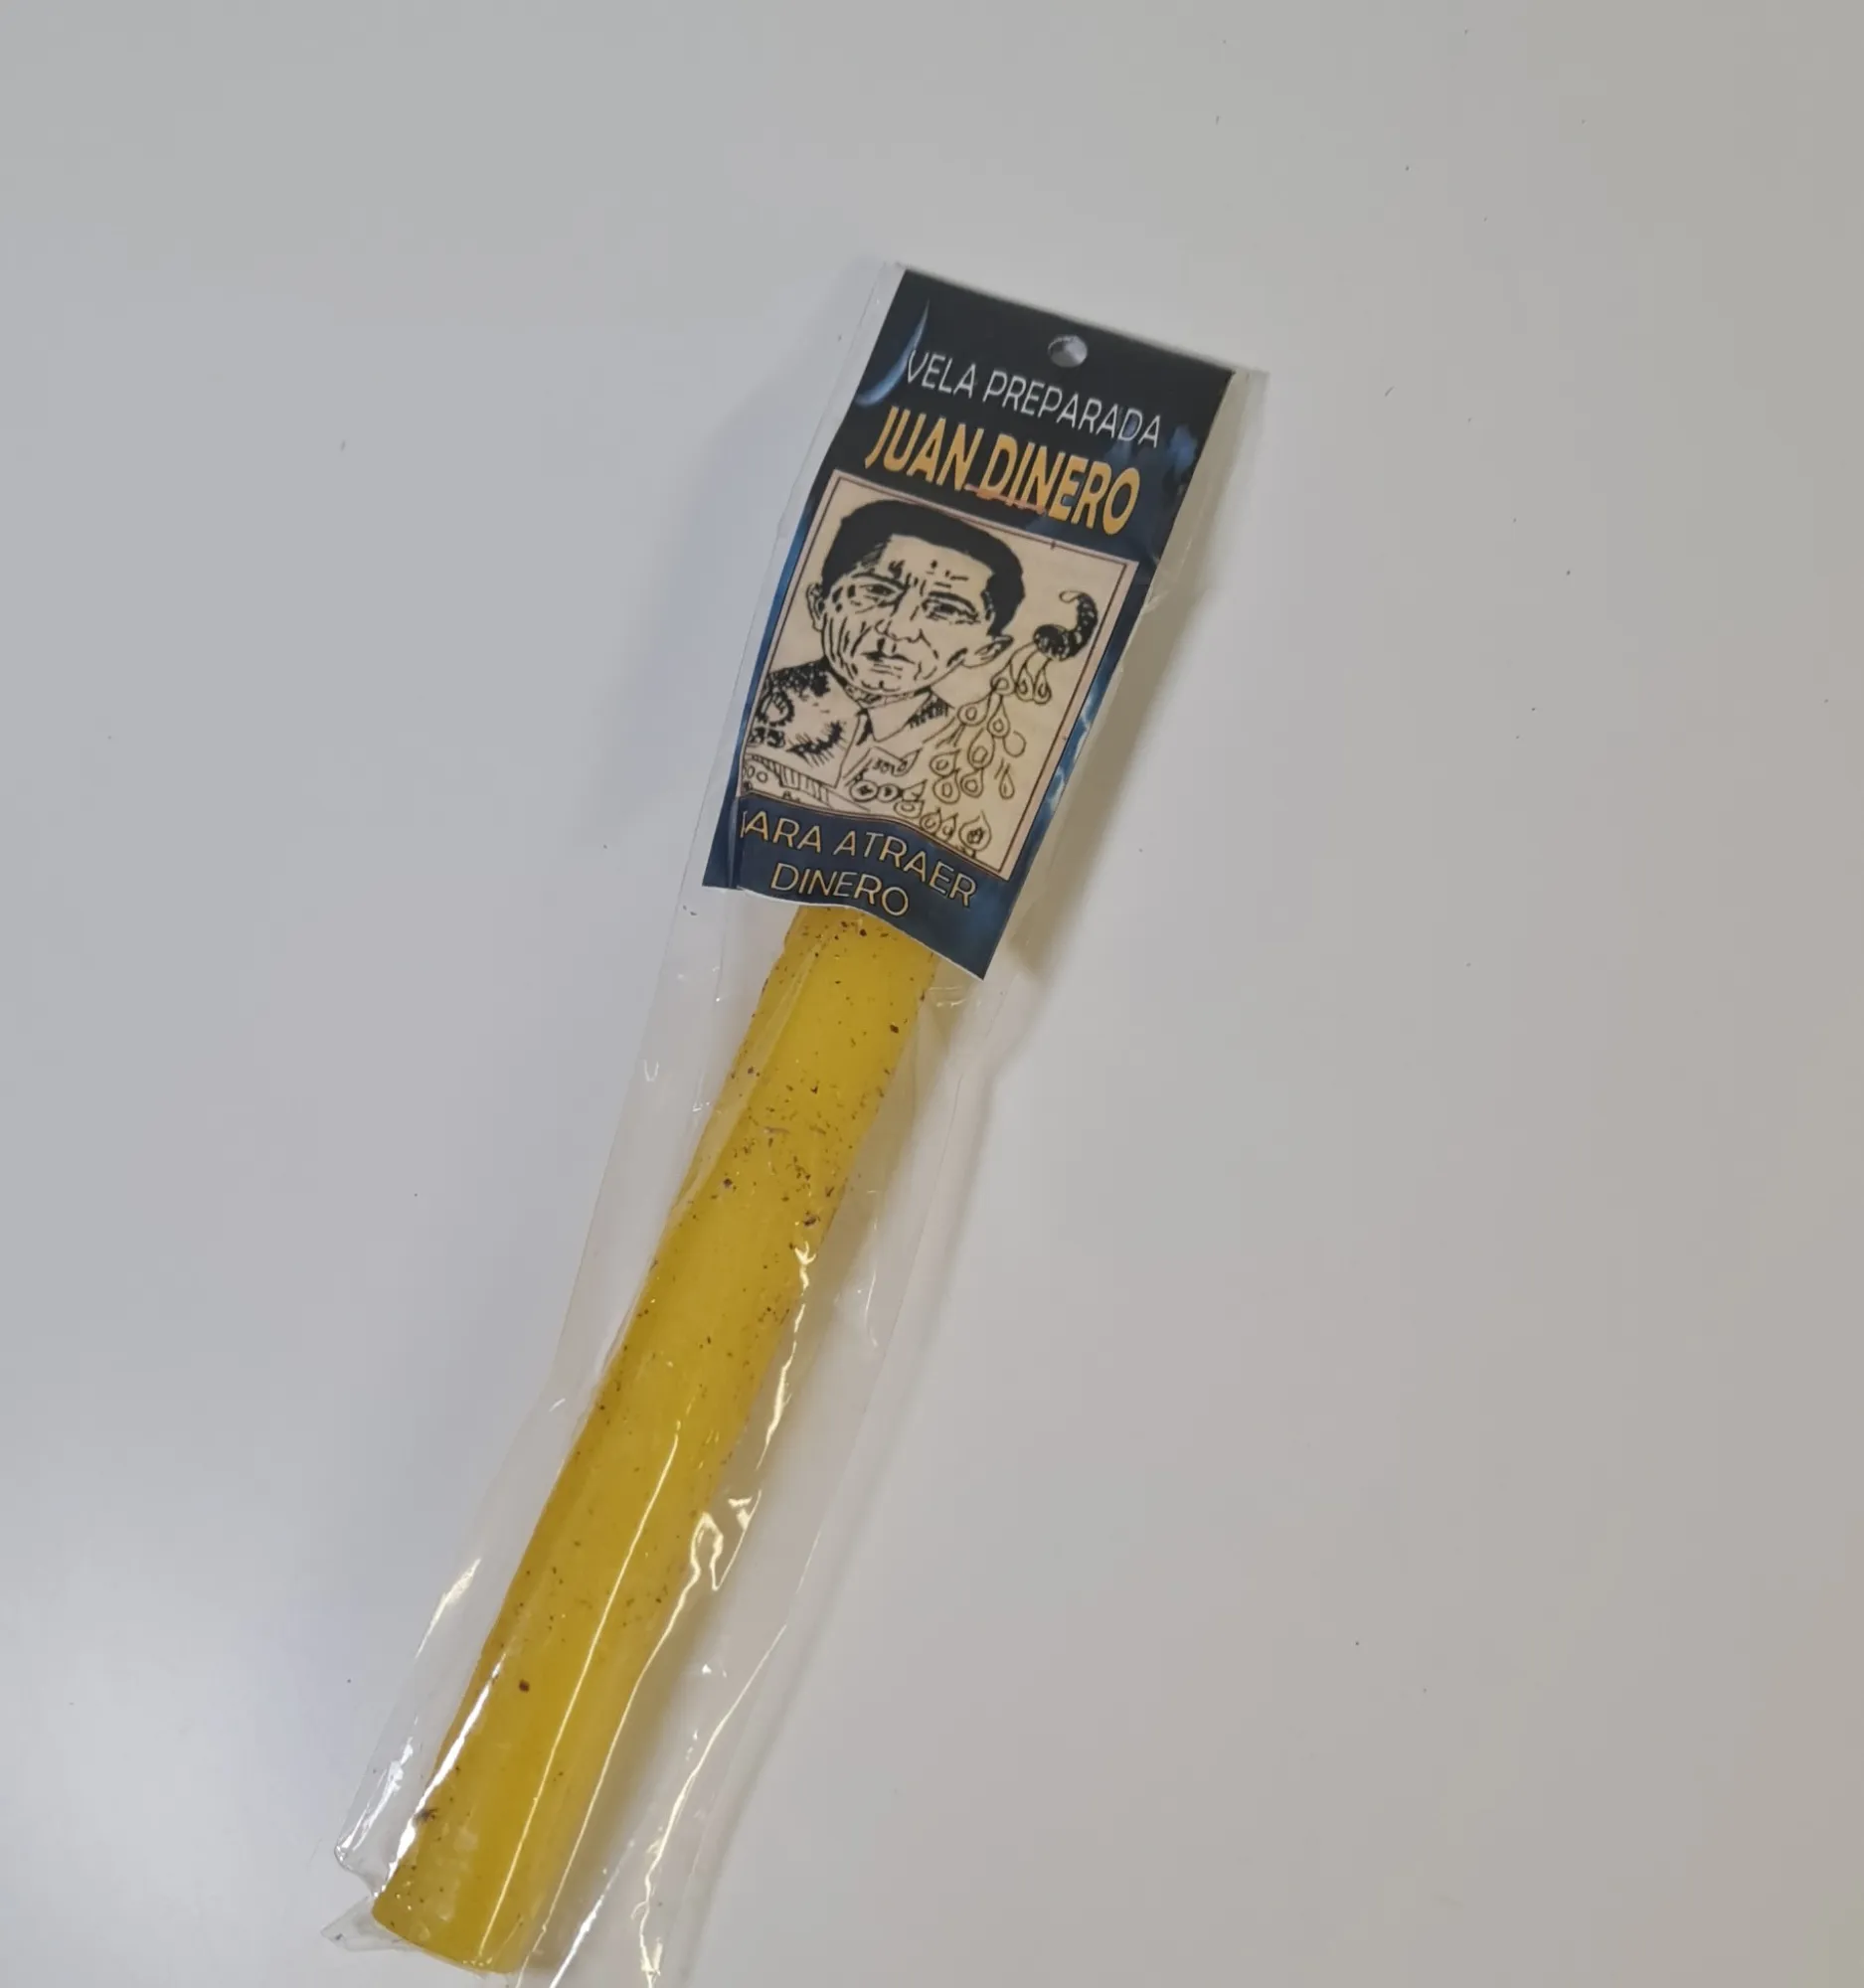 VELA PREPARADA
JUAN DINERO
ARA ATRAER
DINERO